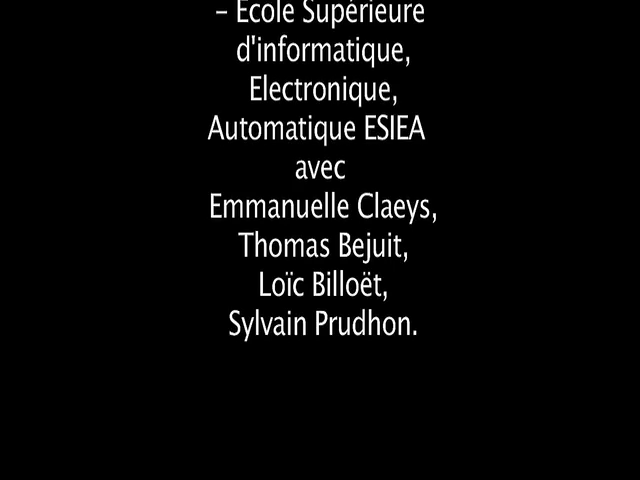 – Ecole Supérieure
d'informatique,
Electronique,
Automatique ESIEA
avec
Emmanuelle Claeys,
Thomas Bejuit,
Loïc Billoët,
Sylvain Prudhon.